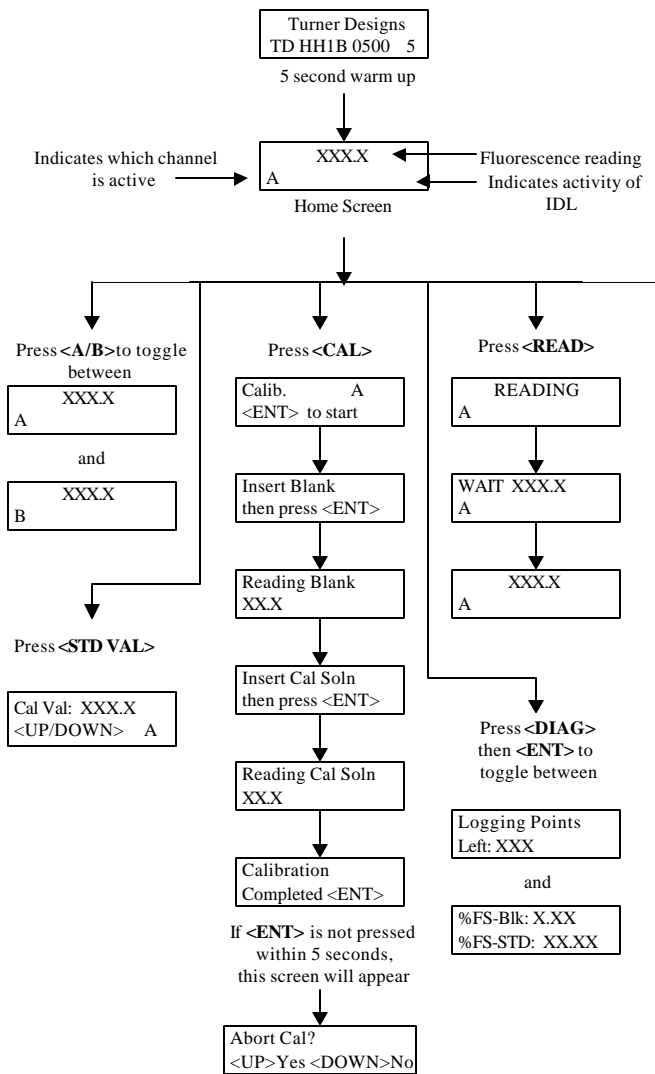 Turner Designs
TD HH1B 0500 5
5 second warm up
Indicates which channel
is active
XXX.X
A
Fluorescence reading
Indicates activity of
IDL
Home Screen
Press <A/B> to toggle
between
XXX.X
A
and
XXX.X
B
Press <STD VAL>
Cal Val: XXX.X
<UP/DOWN> A
Press <CAL>
Calib. A
<ENT> to start
Insert Blank
then press <ENT>
Reading Blank
XX.X
Insert Cal Soln
then press <ENT>
Reading Cal Soln
XX.X
Calibration
Completed <ENT>
If <ENT> is not pressed
within 5 seconds,
this screen will appear
Abort Cal?
<UP>Yes <DOWN>No
Press <READ>
READING
A
WAIT XXX.X
A
XXX.X
A
Press <DIAG>
then <ENT> to
toggle between
Logging Points
Left: XXX
and
%FS-Blk: X.XX
%FS-STD: XX.XX